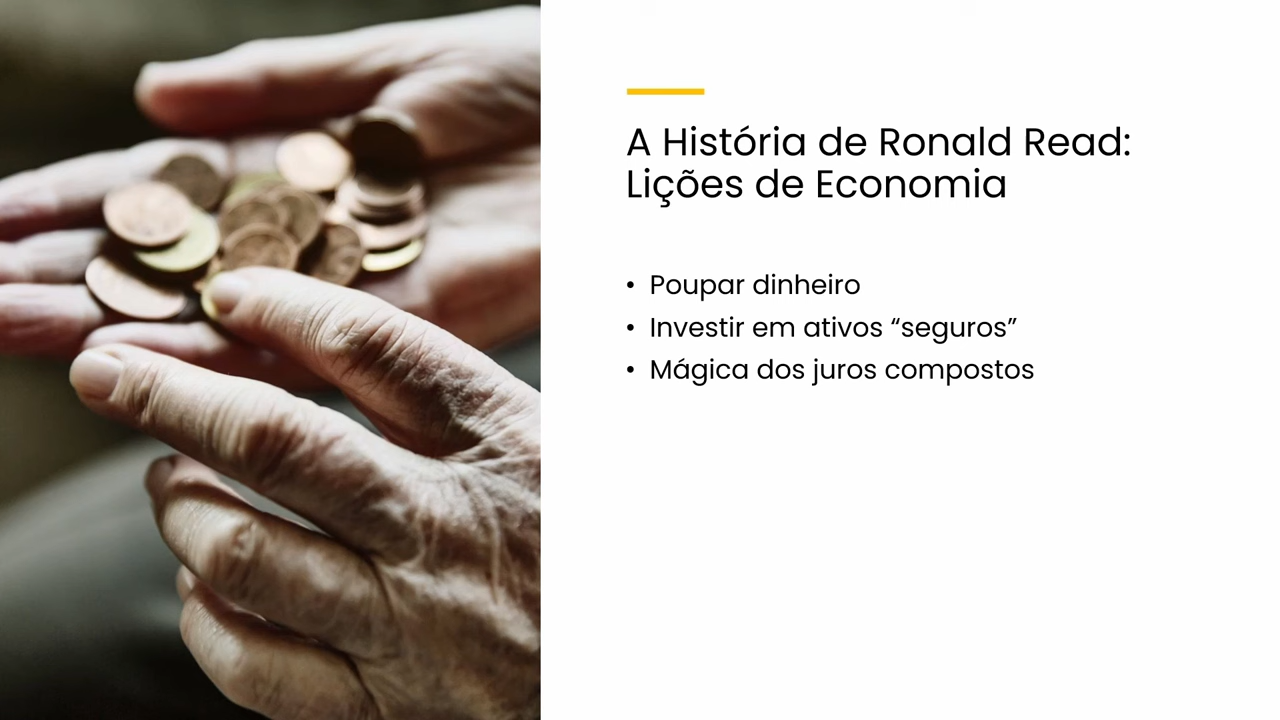 A História de Ronald Read:
Lições de Economia
• Poupar dinheiro
• Investir em ativos “seguros”
• Mágica dos juros compostos